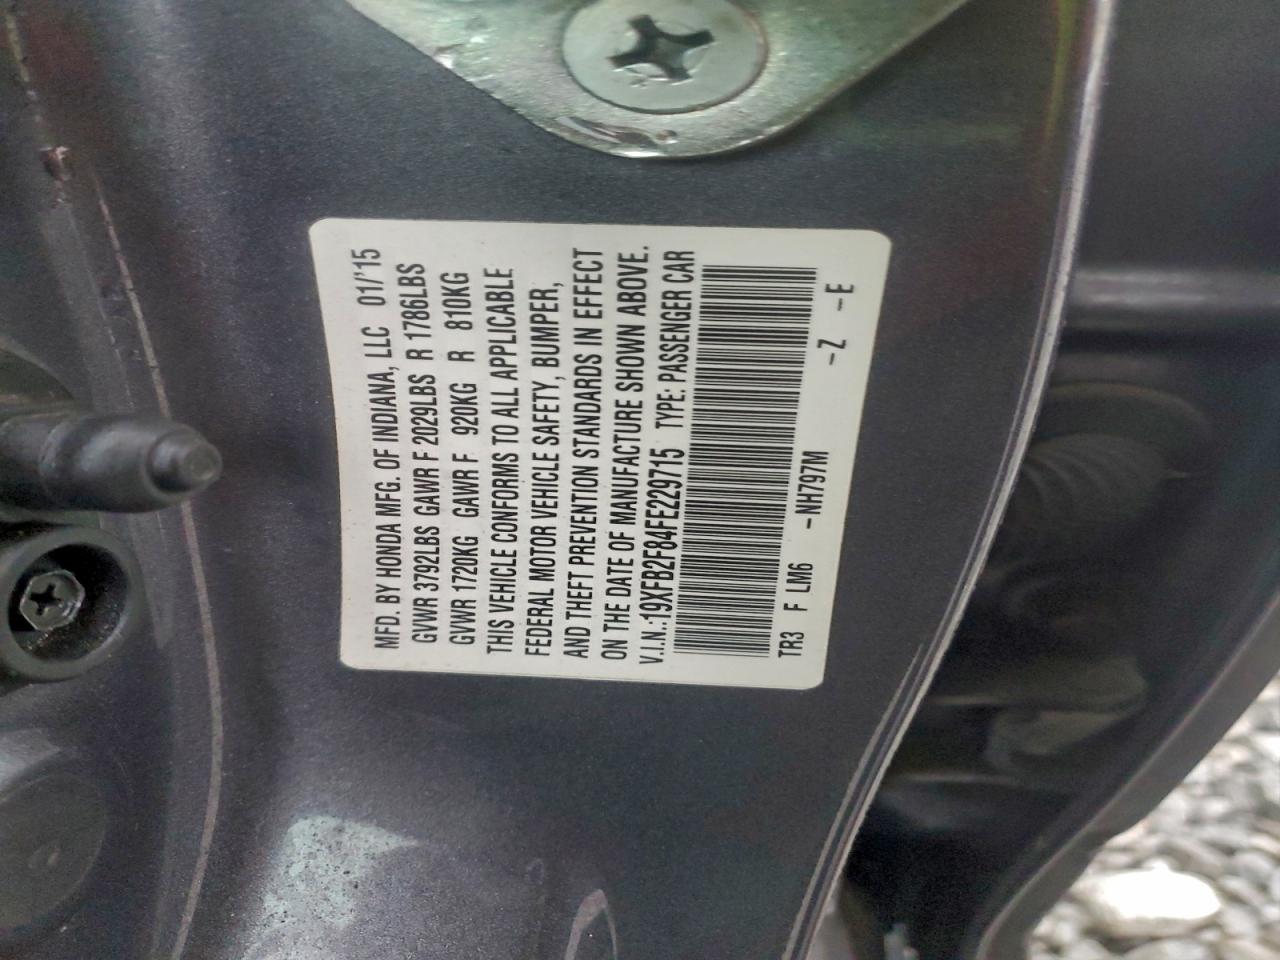 MFD. BY HONDA MFG. OF INDIANA, LLC 01/'15
GVWR 3792LBS GAWR F 2029LBS R 1786LBS
GVWR 1720KG GAWR F 920KG R 810KG
THIS VEHICLE CONFORMS TO ALL APPLICABLE
FEDERAL MOTOR VEHICLE SAFETY, BUMPER,
AND THEFT PREVENTION STANDARDS IN EFFECT
ON THE DATE OF MANUFACTURE SHOWN ABOVE.
V.I.N.:19XFB2F84FE229715 TYPE: PASSENGER CAR
TR3 F LM6 -NH797M -Z -E